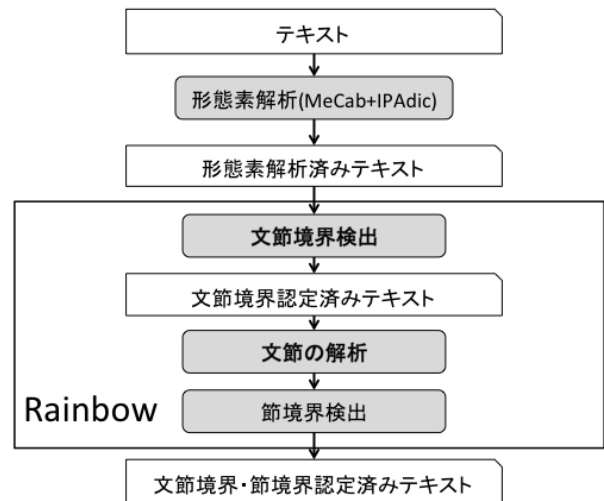 テキスト
形態素解析(MeCab+IPAdic)
形態素解析済みテキスト
文節境界検出
文節境界認定済みテキスト
文節の解析
Rainbow
節境界検出
文節境界・節境界認定済みテキスト